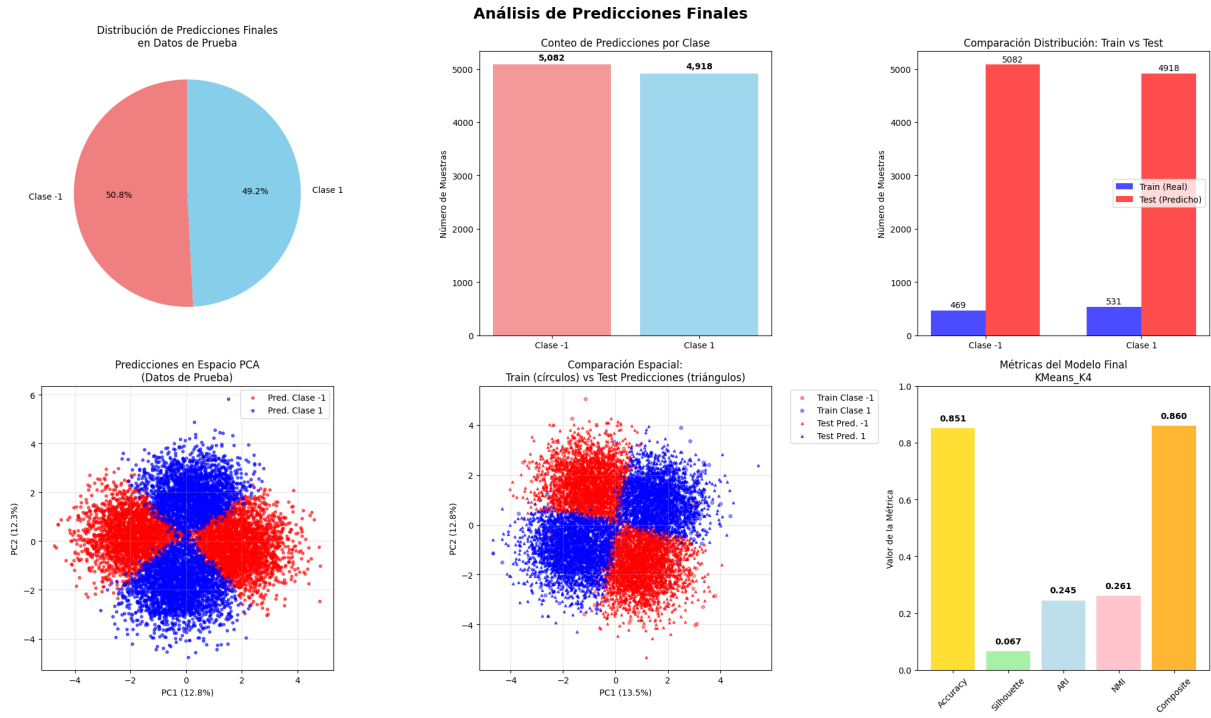 Análisis de Predicciones Finales
Distribución de Predicciones Finales
en Datos de Prueba
Clase -1
50.8%
49.2%
Clase 1
Conteo de Predicciones por Clase
Número de Muestras
5000
4000
3000
2000
1000
0
5,082
4,918
Clase -1
Clase 1
Comparación Distribución: Train vs Test
Número de Muestras
5000
4000
3000
2000
1000
0
5082
4918
469
531
Train (Real)
Test (Predicho)
Clase -1
Clase 1
Predicciones en Espacio PCA
(Datos de Prueba)
Pred. Clase -1
Pred. Clase 1
PC2 (12.3%)
6
4
2
0
−2
−4
−4
−2
0
2
4
PC1 (12.8%)
Comparación Espacial:
Train (círculos) vs Test Predicciones (triángulos)
Train Clase -1
Train Clase 1
Test Pred. -1
Test Pred. 1
PC2 (12.8%)
4
2
0
−2
−4
−4
−2
0
2
4
PC1 (13.5%)
Métricas del Modelo Final
KMeans_K4
Valor de la Métrica
1.0
0.8
0.6
0.4
0.2
0.0
0.851
0.067
0.245
0.261
0.860
Accuracy
Silhouette
ARI
NMI
Composite